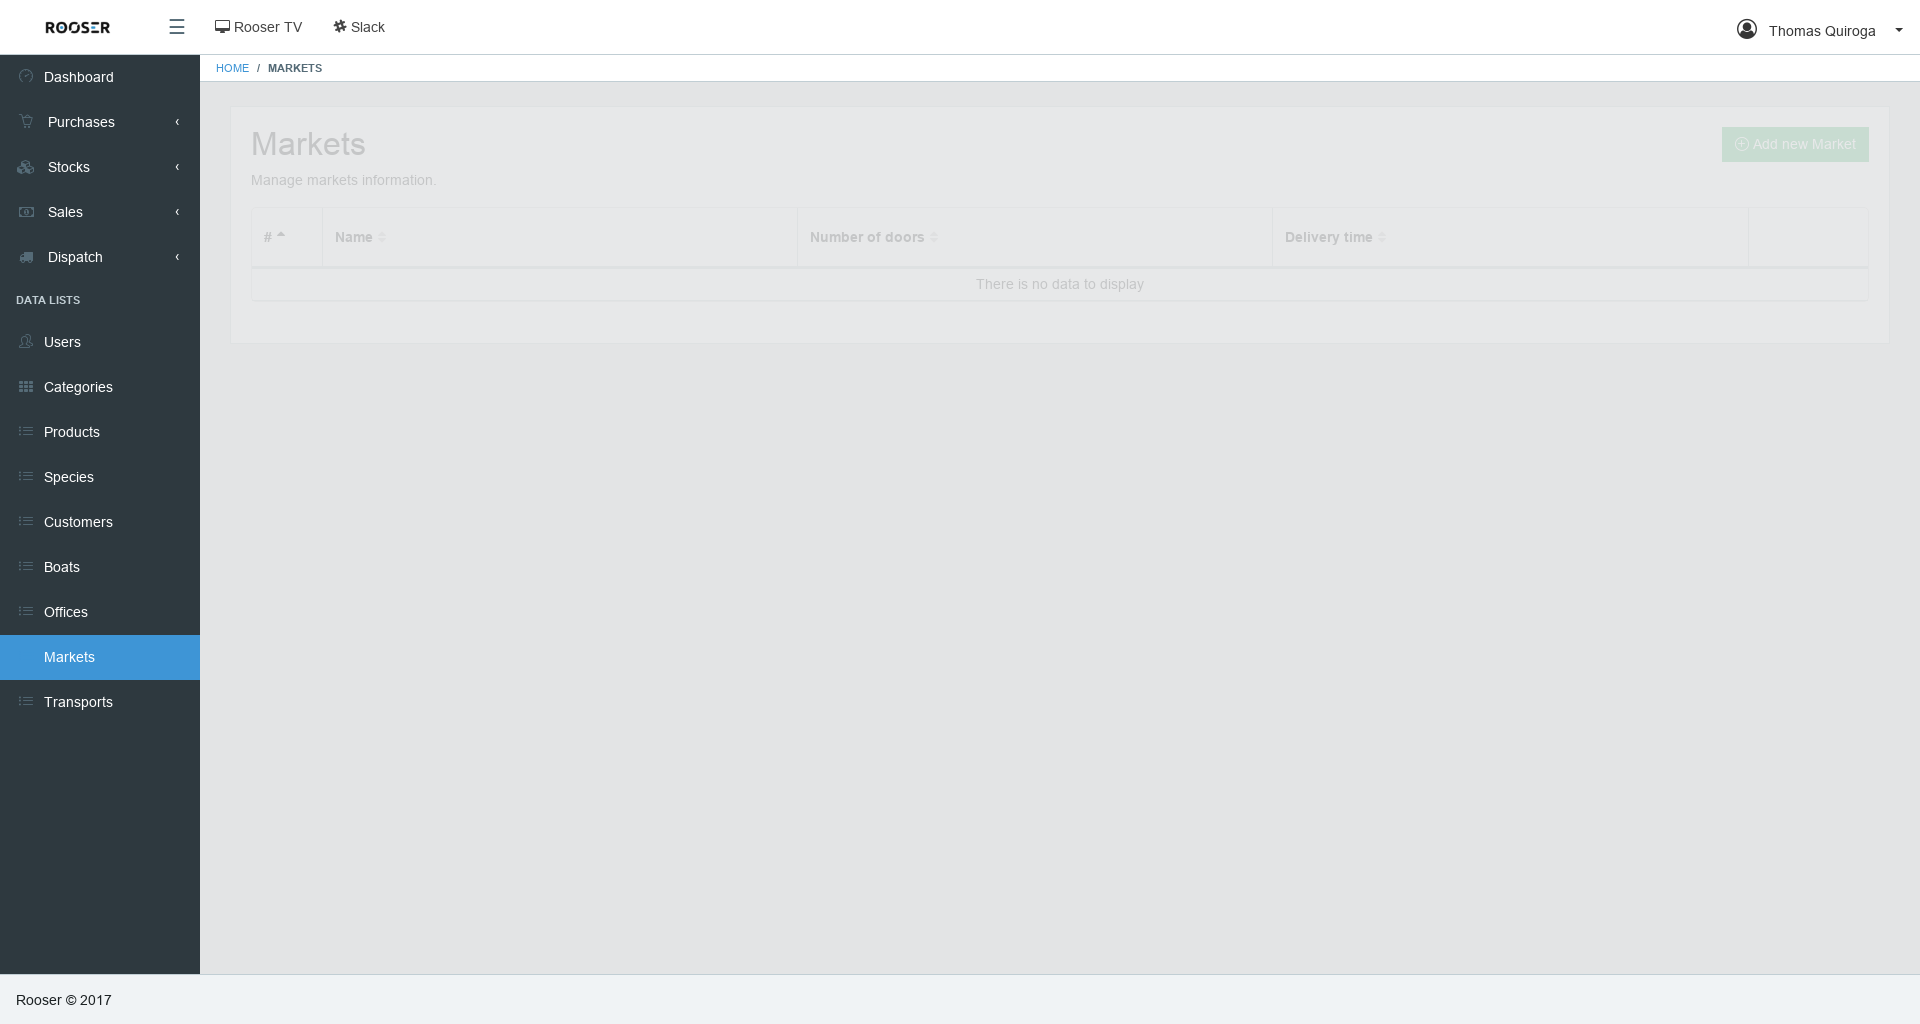 ROOSER
Rooser TV
Slack
Thomas Quiroga
HOME / MARKETS
Dashboard
Purchases
Stocks
Sales
Dispatch
DATA LISTS
Users
Categories
Products
Species
Customers
Boats
Offices
Markets
Transports
Markets
Add new Market
Manage markets information.
# Name Number of doors Delivery time
There is no data to display
Rooser © 2017